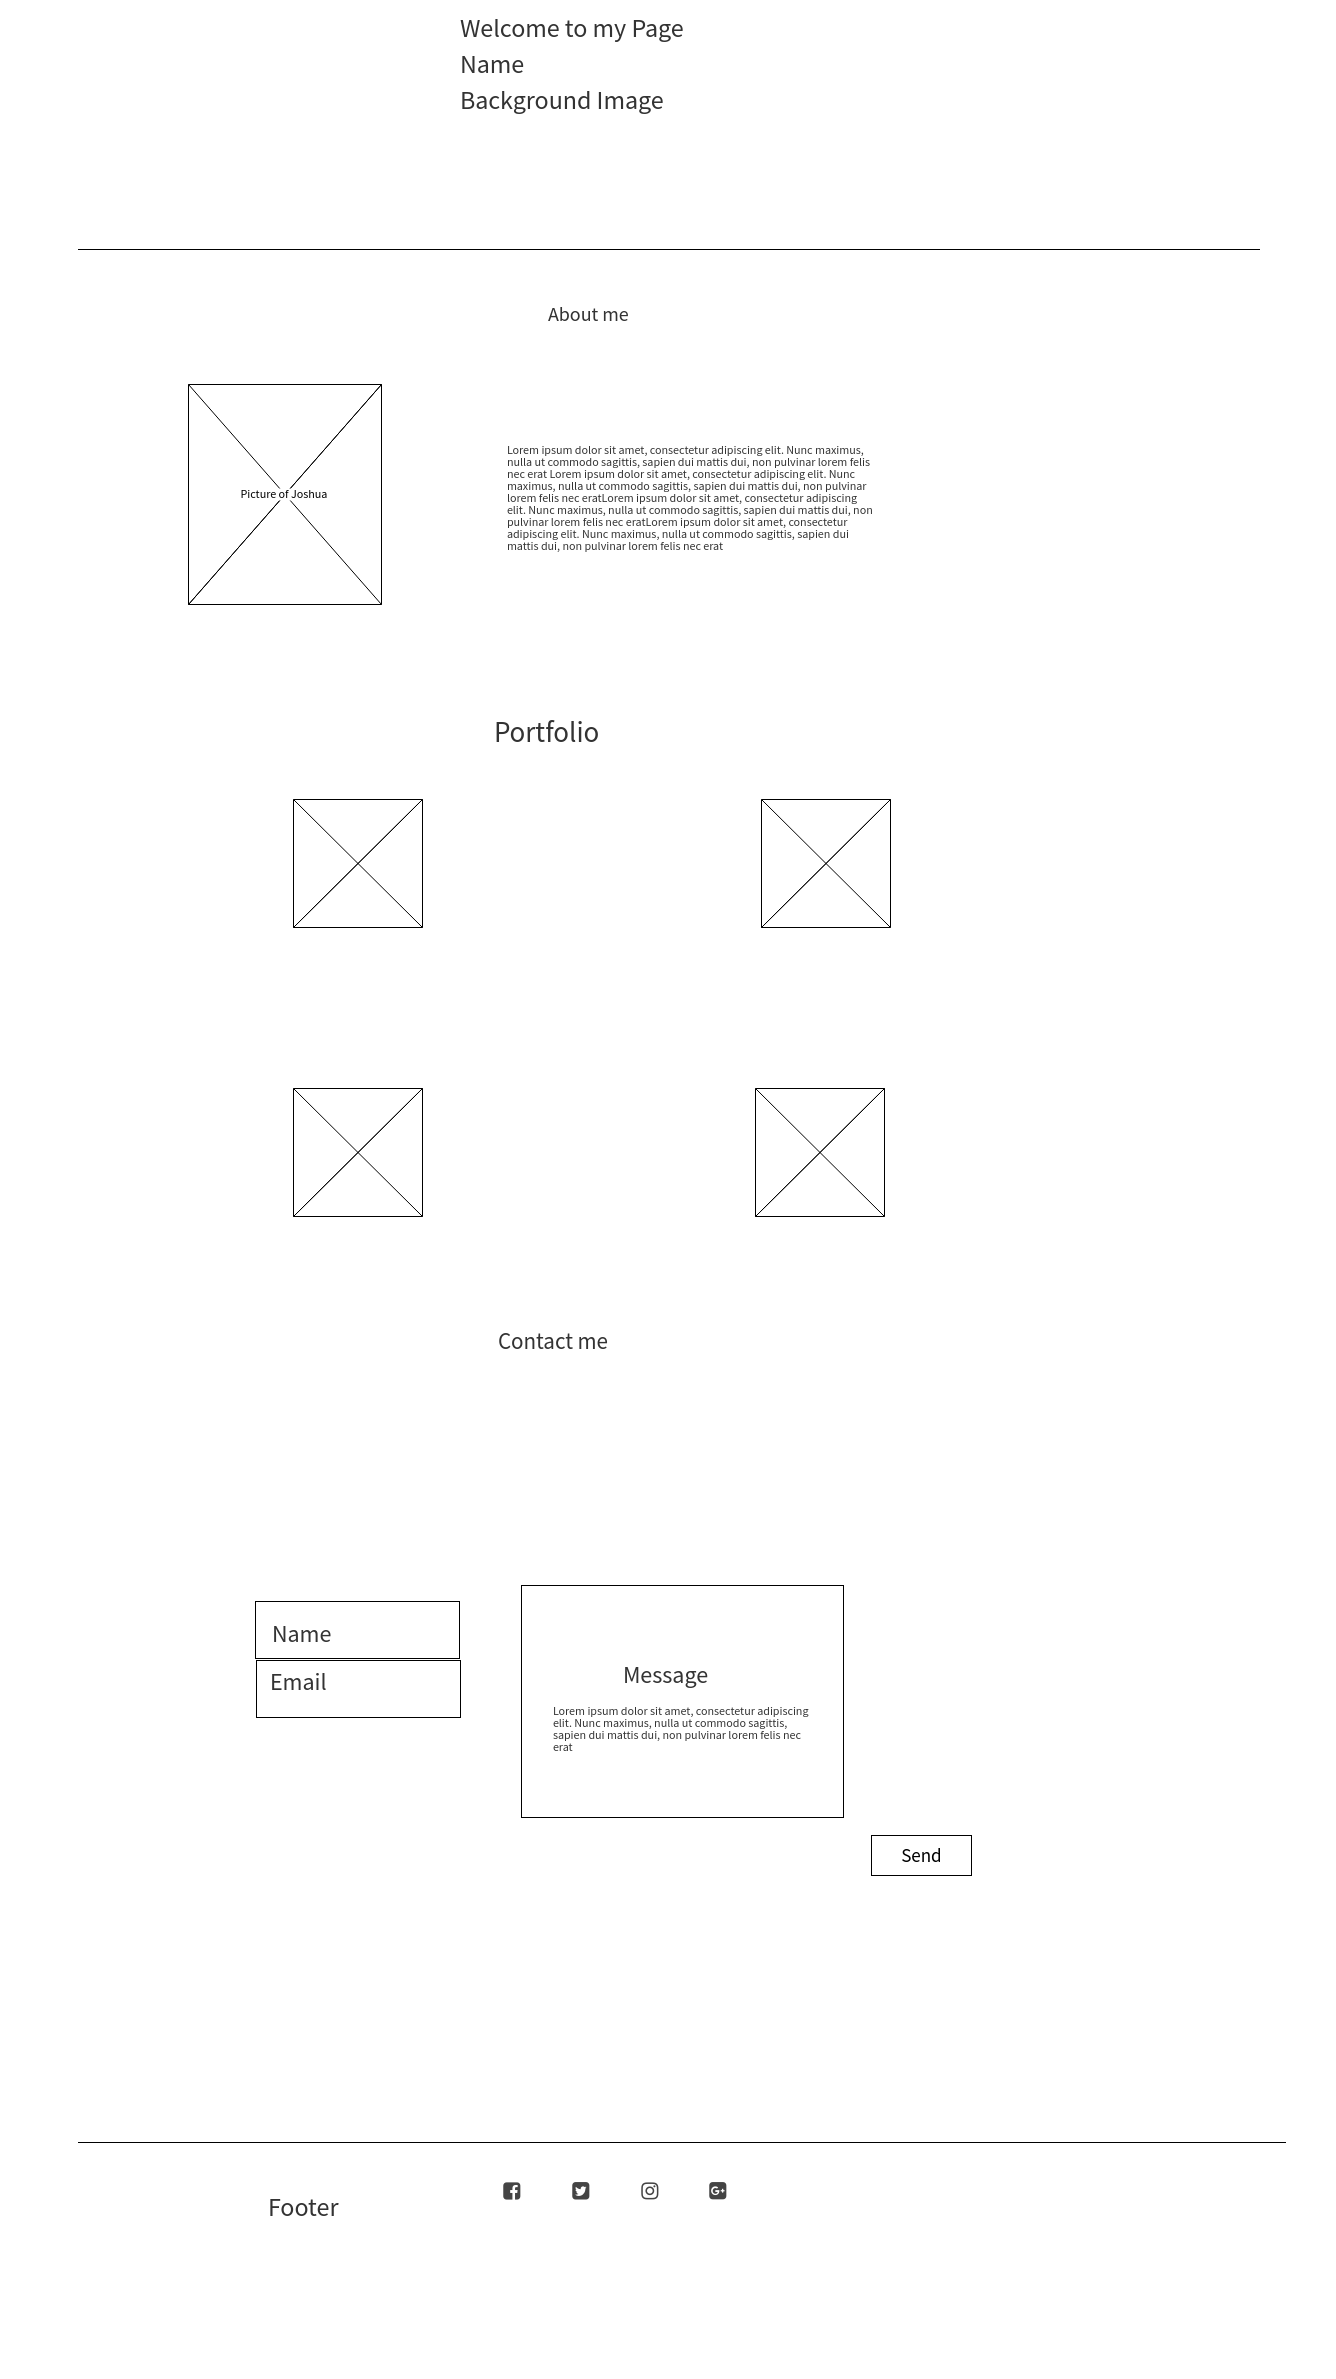 Welcome to my Page
Name
Background Image
About me
Picture of Joshua
Lorem ipsum dolor sit amet, consectetur adipiscing elit. Nunc maximus,
nulla ut commodo sagittis, sapien dui mattis dui, non pulvinar lorem felis
nec erat Lorem ipsum dolor sit amet, consectetur adipiscing elit. Nunc
maximus, nulla ut commodo sagittis, sapien dui mattis dui, non pulvinar
lorem felis nec eratLorem ipsum dolor sit amet, consectetur adipiscing
elit. Nunc maximus, nulla ut commodo sagittis, sapien dui mattis dui, non
pulvinar lorem felis nec eratLorem ipsum dolor sit amet, consectetur
adipiscing elit. Nunc maximus, nulla ut commodo sagittis, sapien dui
mattis dui, non pulvinar lorem felis nec erat
Portfolio
Contact me
Name
Email
Message
Lorem ipsum dolor sit amet, consectetur adipiscing
elit. Nunc maximus, nulla ut commodo sagittis,
sapien dui mattis dui, non pulvinar lorem felis nec
erat
Send
Footer